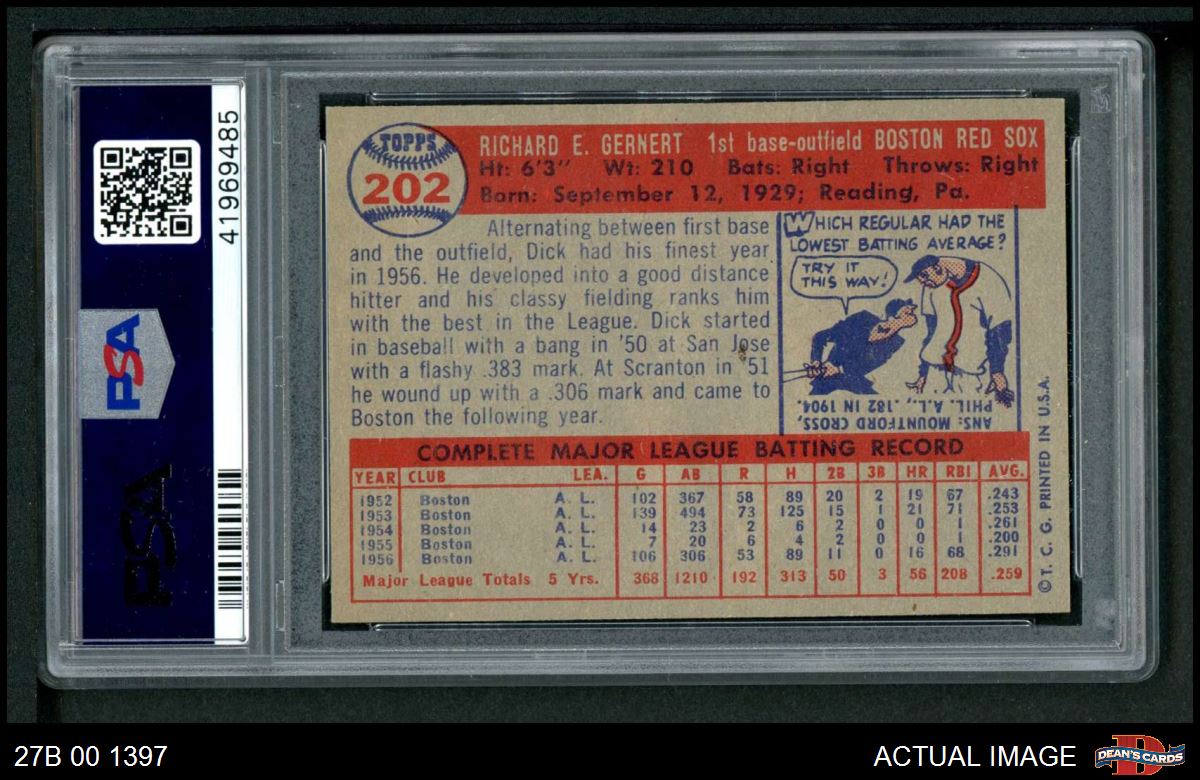 41969485
PSA
PSA
TOPPS
202
RICHARD E. GERNERT 1st base-outfield BOSTON RED SOX
Ht: 6'3" Wt: 210 Bats: Right Throws: Right
Born: September 12, 1929; Reading, Pa.
Alternating between first base
and the outfield, Dick had his finest year
in 1956. He developed into a good distance
hitter and his classy fielding ranks him
with the best in the League. Dick started
in baseball with a bang in '50 at San Jose
with a flashy .383 mark. At Scranton in '51
he wound up with a .306 mark and came to
Boston the following year.
WHICH REGULAR HAD THE
LOWEST BATTING AVERAGE?
TRY IT
THIS WAY!
ANS: MOUNTFORD CROSS,
PHIL. A.L., .182 IN 1904.
COMPLETE MAJOR LEAGUE BATTING RECORD
YEAR CLUB LEA. G AB R H 2B 3B HR RBI AVG.
1952 Boston A. L. 102 367 58 89 20 2 19 67 .243
1953 Boston A. L. 139 494 73 125 15 1 21 71 .253
1954 Boston A. L. 14 23 2 6 2 0 0 1 .261
1955 Boston A. L. 7 20 6 4 2 0 0 1 .200
1956 Boston A. L. 106 306 53 89 11 0 16 68 .291
Major League Totals 5 Yrs. 368 1210 192 313 50 3 56 208 .259
© T. C. G. PRINTED IN U.S.A.
27B 00 1397
ACTUAL IMAGE
D
DEAN'S CARDS